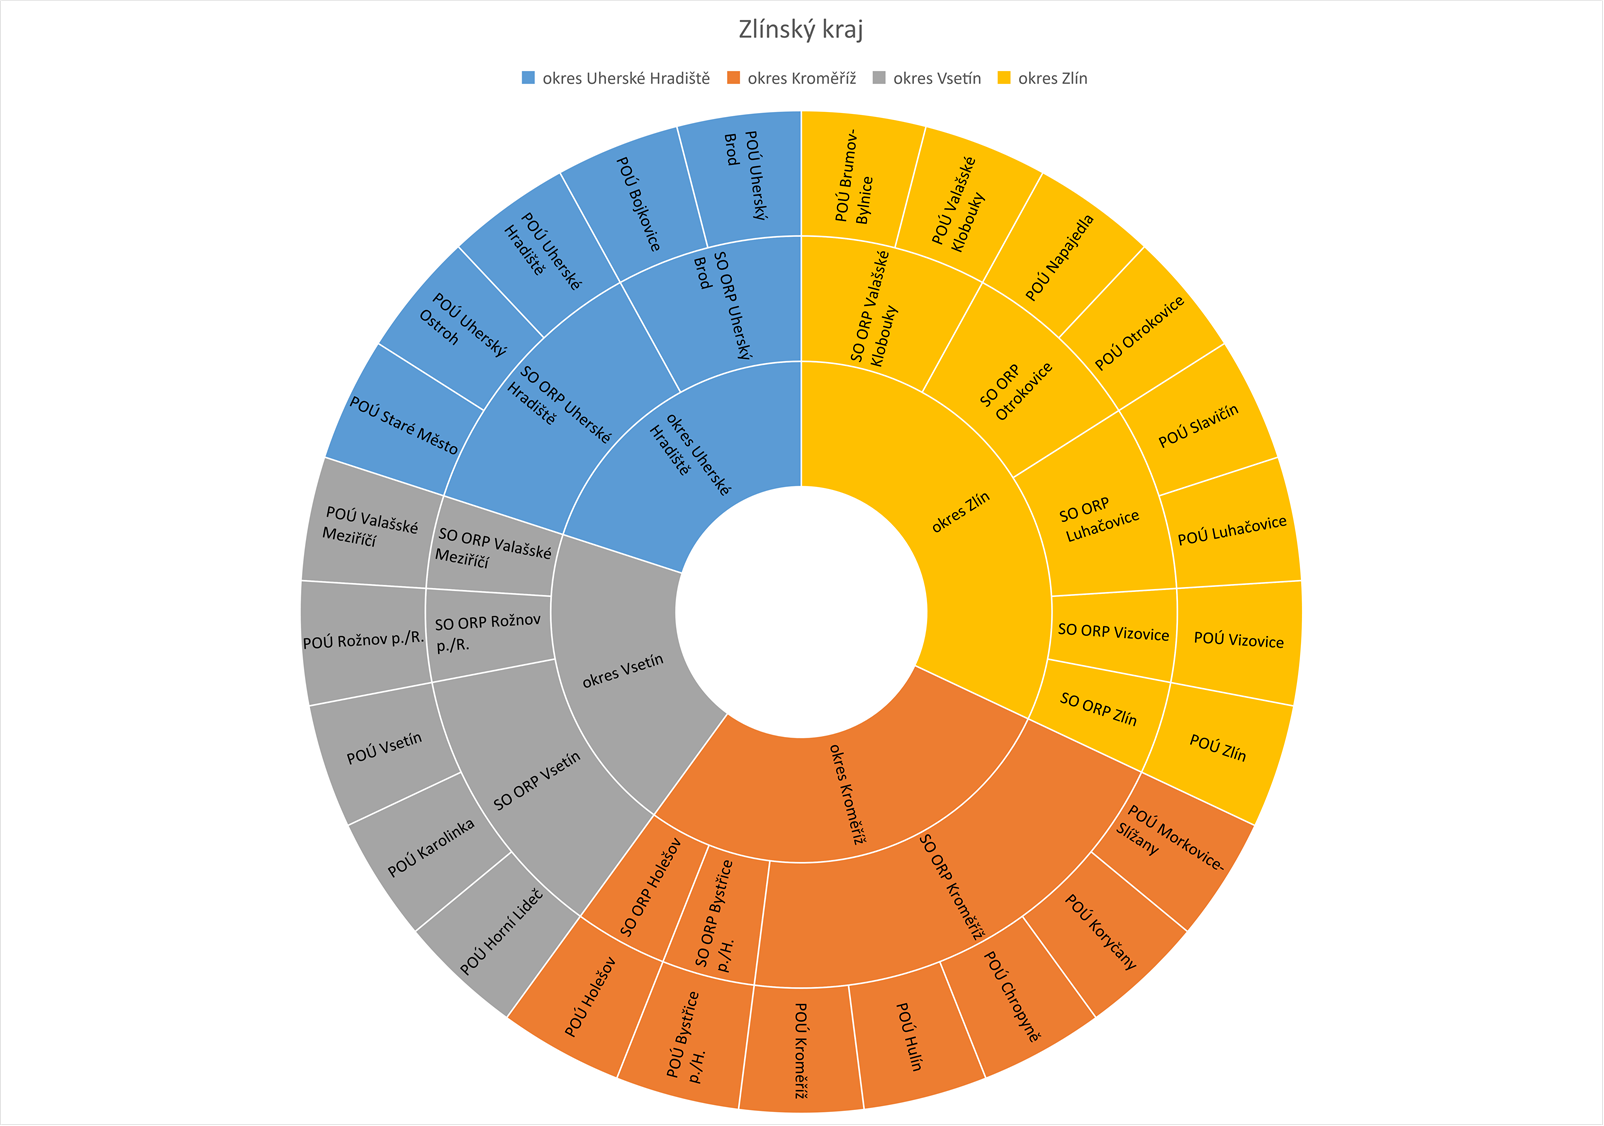 Zlínský kraj
okres Uherské Hradiště
okres Kroměříž
okres Vsetín
okres Zlín
POÚ Brumov-
Bylnice
POÚ Valašské
Klobouky
POÚ Napajedla
POÚ Otrokovice
POÚ Slavičín
POÚ Luhačovice
POÚ Vizovice
POÚ Zlín
SO ORP Valašské
Klobouky
SO ORP
Otrokovice
SO ORP
Luhačovice
SO ORP Vizovice
SO ORP Zlín
okres Zlín
POÚ Morkovice-
Slížany
POÚ Koryčany
POÚ Chropyně
POÚ Hulín
POÚ Kroměříž
POÚ Bystřice
p./H.
POÚ Holešov
SO ORP Kroměříž
SO ORP Bystřice
p./H.
SO ORP Holešov
okres Kroměříž
POÚ Horní Lideč
POÚ Karolinka
POÚ Vsetín
POÚ Rožnov p./R.
POÚ Valašské
Meziříčí
SO ORP Vsetín
SO ORP Rožnov
p./R.
SO ORP Valašské
Meziříčí
okres Vsetín
POÚ Staré Město
POÚ Uherský
Ostroh
POÚ Uherské
Hradiště
POÚ Bojkovice
POÚ Uherský
Brod
SO ORP Uherské
Hradiště
SO ORP Uherský
Brod
okres Uherské
Hradiště